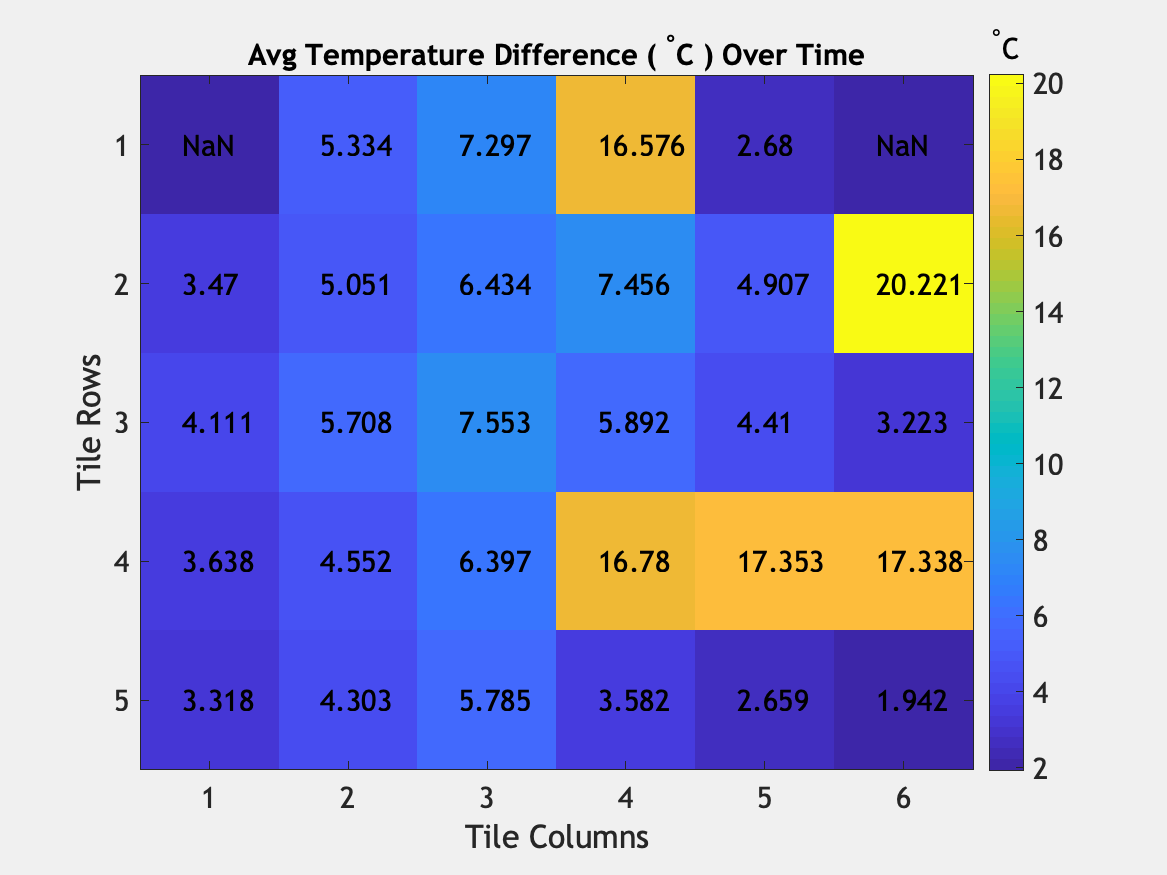 °C
Avg Temperature Difference ( °C ) Over Time
20
1 NaN 5.334 7.297 16.576 2.68 NaN
18
16
2 3.47 5.051 6.434 7.456 4.907 20.221
14
12
Tile Rows
3 4.111 5.708 7.553 5.892 4.41 3.223
10
8
4 3.638 4.552 6.397 16.78 17.353 17.338
6
4
5 3.318 4.303 5.785 3.582 2.659 1.942
2
1 2 3 4 5 6
Tile Columns